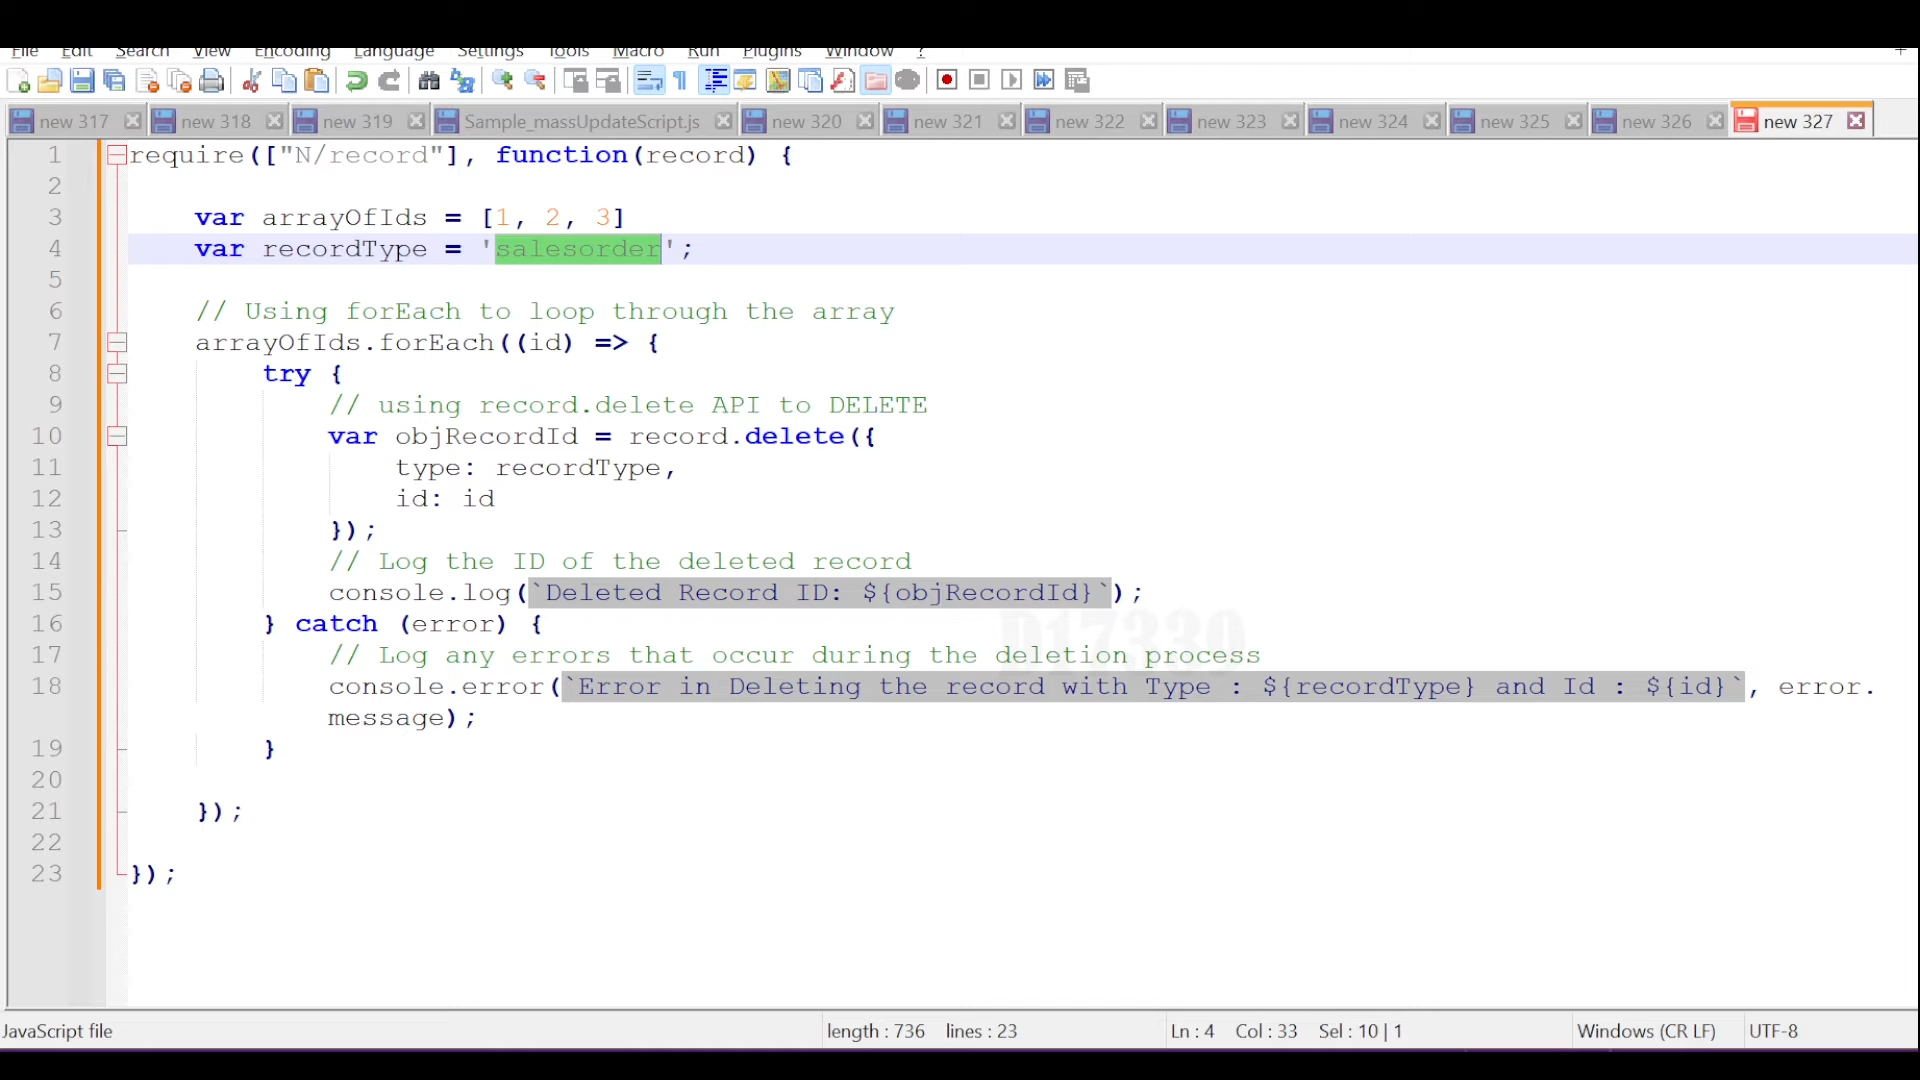 File Edit Search View Encoding Language Settings Tools Macro Run Plugins Window ?
new 317 new 318 new 319 Sample_massUpdateScript.js new 320 new 321 new 322 new 323 new 324 new 325 new 326 new 327
1 require(["N/record"], function(record) {
2
3 var arrayOfIds = [1, 2, 3]
4 var recordType = 'salesorder';
5
6 // Using forEach to loop through the array
7 arrayOfIds.forEach((id) => {
8 try {
9 // using record.delete API to DELETE
10 var objRecordId = record.delete({
11 type: recordType,
12 id: id
13 });
14 // Log the ID of the deleted record
15 console.log(`Deleted Record ID: ${objRecordId}`);
16 } catch (error) {
17 // Log any errors that occur during the deletion process
18 console.error(`Error in Deleting the record with Type : ${recordType} and Id : ${id}`, error.
message);
19 }
20
21 });
22
23 });
D17330
JavaScript file length : 736 lines : 23 Ln : 4 Col : 33 Sel : 10 | 1 Windows (CR LF) UTF-8